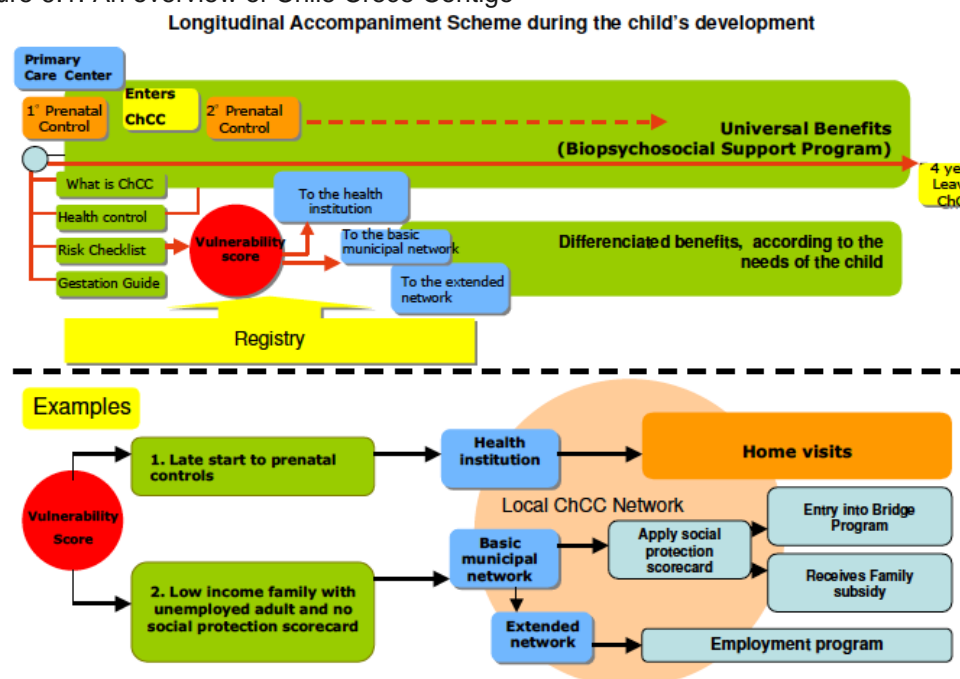 Longitudinal Accompaniment Scheme during the child's development
Primary
Care Center
Enters
ChCC
1° Prenatal
Control
2° Prenatal
Control
Universal Benefits
(Biopsychosocial Support Program)
What is ChCC
Health control
Risk Checklist
Gestation Guide
Vulnerability
score
To the health
institution
To the basic
municipal network
To the extended
network
Differenciated benefits, according to the
needs of the child
Registry
Examples
Vulnerability
Score
1. Late start to prenatal
controls
2. Low income family with
unemployed adult and no
social protection scorecard
Health
institution
Home visits
Local ChCC Network
Basic
municipal
network
Apply social
protection
scorecard
Entry into Bridge
Program
Receives Family
subsidy
Extended
network
Employment program